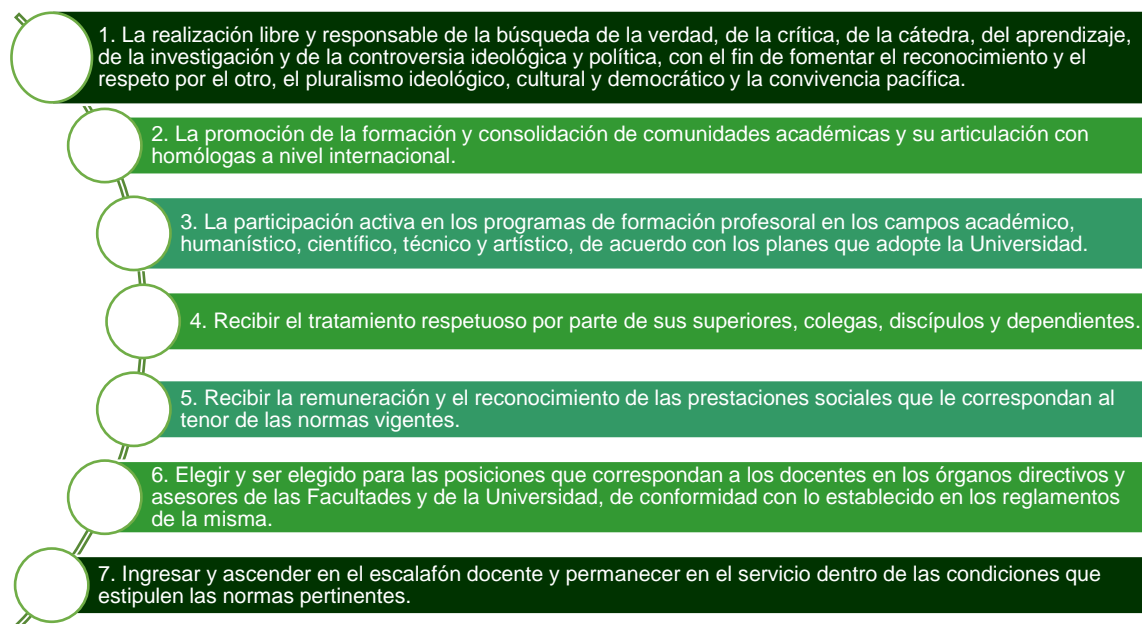 1. La realización libre y responsable de la búsqueda de la verdad, de la crítica, de la cátedra, del aprendizaje,
de la investigación y de la controversia ideológica y política, con el fin de fomentar el reconocimiento y el
respeto por el otro, el pluralismo ideológico, cultural y democrático y la convivencia pacífica.
2. La promoción de la formación y consolidación de comunidades académicas y su articulación con
homólogas a nivel internacional.
3. La participación activa en los programas de formación profesoral en los campos académico,
humanístico, científico, técnico y artístico, de acuerdo con los planes que adopte la Universidad.
4. Recibir el tratamiento respetuoso por parte de sus superiores, colegas, discípulos y dependientes.
5. Recibir la remuneración y el reconocimiento de las prestaciones sociales que le correspondan al
tenor de las normas vigentes.
6. Elegir y ser elegido para las posiciones que correspondan a los docentes en los órganos directivos y
asesores de las Facultades y de la Universidad, de conformidad con lo establecido en los reglamentos
de la misma.
7. Ingresar y ascender en el escalafón docente y permanecer en el servicio dentro de las condiciones que
estipulen las normas pertinentes.